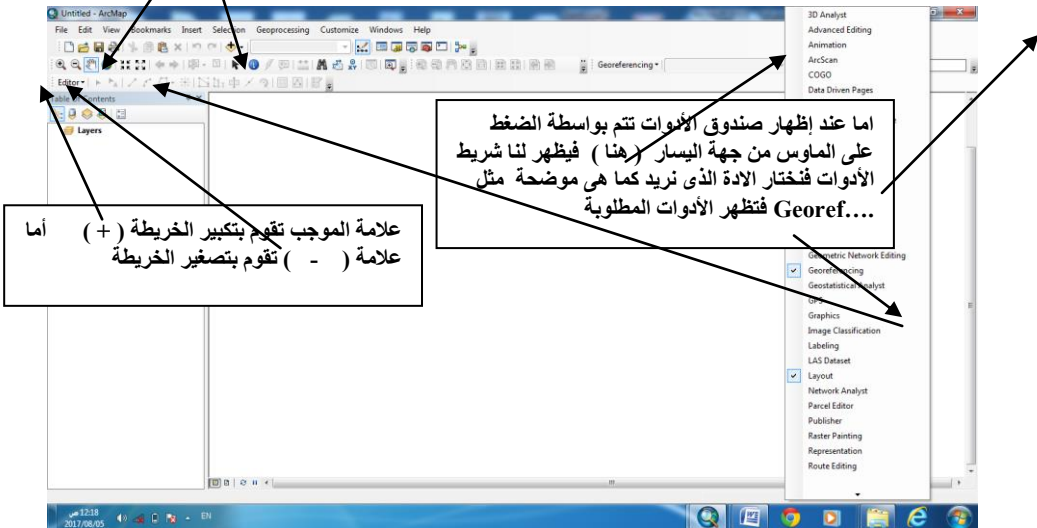 Untitled - ArcMap
File Edit View Bookmarks Insert Selection Geoprocessing Customize Windows Help
Georeferencing
Editor
Table of Contents
Layers
3D Analyst
Advanced Editing
Animation
ArcScan
COGO
Data Driven Pages
اما عند إظهار صندوق الأدوات تتم بواسطة الضغط
على الماوس من جهة اليسار ( هنا ) فيظهر لنا شريط
الأدوات فنختار الادة الذى نريد كما هى موضحة مثل
Georef…. فتظهر الأدوات المطلوبة
علامة الموجب تقوم بتكبير الخريطة ( + ) أما
علامة ( - ) تقوم بتصغير الخريطة
Geometric Network Editing
Georeferencing
Geostatistical Analyst
GPS
Graphics
Image Classification
Labeling
LAS Dataset
Layout
Network Analyst
Parcel Editor
Publisher
Raster Painting
Representation
Route Editing
12:18 ص
2017/08/05
EN